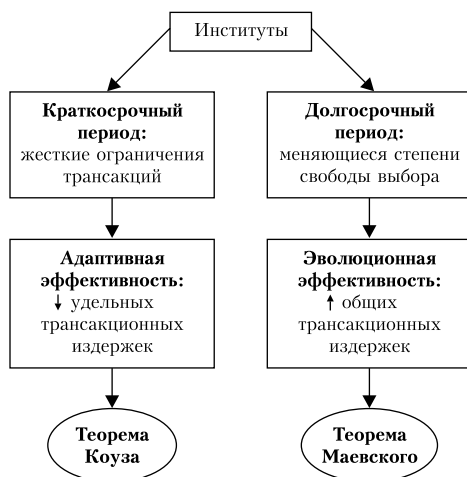 Институты
Краткосрочный
период:
жесткие ограничения
трансакций
Долгосрочный
период:
меняющиеся степени
свободы выбора
Адаптивная
эффективность:
↓ удельных
трансакционных
издержек
Эволюционная
эффективность:
↑ общих
трансакционных
издержек
Теорема
Коуза
Теорема
Маевского